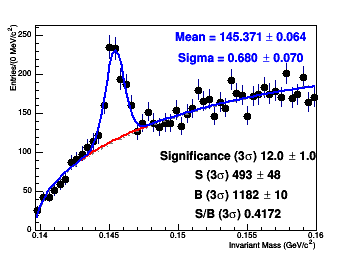 Mean = 145.371 ± 0.064
Sigma = 0.680 ± 0.070
Entries/(0 MeV/c²)
250
200
150
100
50
0
Significance (3σ) 12.0 ± 1.0
S (3σ) 493 ± 48
B (3σ) 1182 ± 10
S/B (3σ) 0.4172
0.14 0.145 0.15 0.155 0.16
Invariant Mass (GeV/c²)